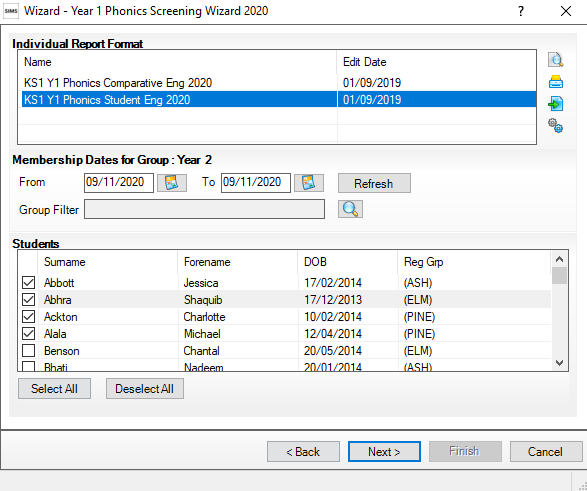 SIMS Wizard - Year 1 Phonics Screening Wizard 2020 ?
Individual Report Format
Name Edit Date
KS1 Y1 Phonics Comparative Eng 2020 01/09/2019
KS1 Y1 Phonics Student Eng 2020 01/09/2019
Membership Dates for Group : Year 2
From 09/11/2020 To 09/11/2020 Refresh
Group Filter
Students
Surname Forename DOB Reg Grp
Abbott Jessica 17/02/2014 (ASH)
Abhra Shaquib 17/12/2013 (ELM)
Ackton Charlotte 10/02/2014 (PINE)
Alala Michael 12/04/2014 (PINE)
Benson Chantal 20/05/2014 (ELM)
Bhati Nadeem 20/01/2014 (ASH)
Select All Deselect All
< Back Next > Finish Cancel